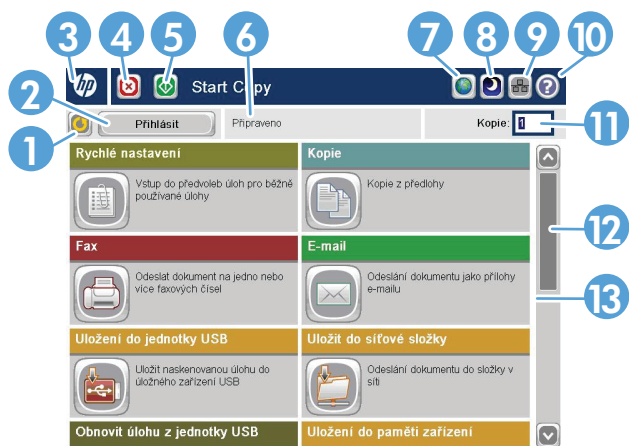 3 4 5 6 7 8 9 10
hp Start Copy ?
2 Přihlásit Připraveno Kopie: 1 11
1
Rychlé nastavení Kopie
Vstup do předvoleb úloh pro běžně
používané úlohy
Kopie z předlohy
12
Fax E-mail
Odeslat dokument na jedno nebo
více faxových čísel
Odeslání dokumentu jako přílohy
e-mailu
13
Uložení do jednotky USB Uložit do síťové složky
Uložit naskenovanou úlohu do
úložného zařízení USB
Odeslání dokumentu do složky v
síti
Obnovit úlohu z jednotky USB Uložení do paměti zařízení